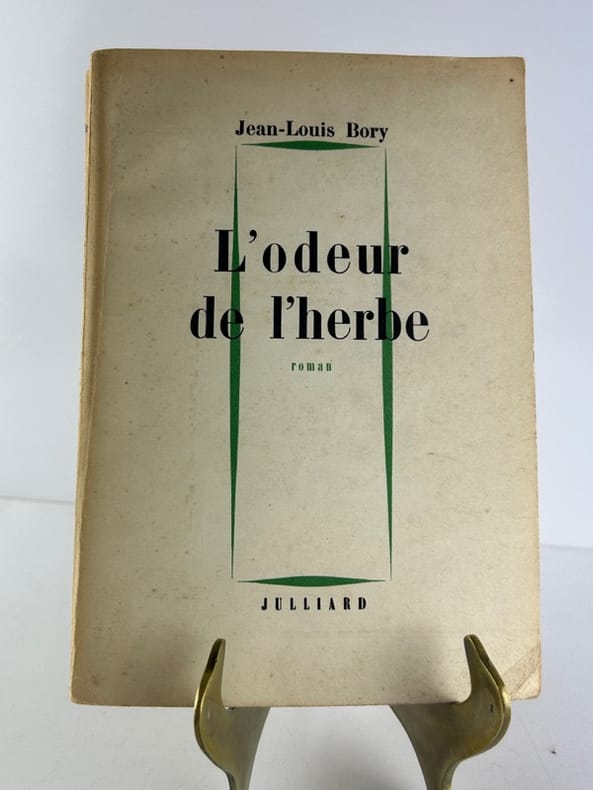 Jean-Louis Bory
L'odeur
de l'herbe
roman
JULLIARD